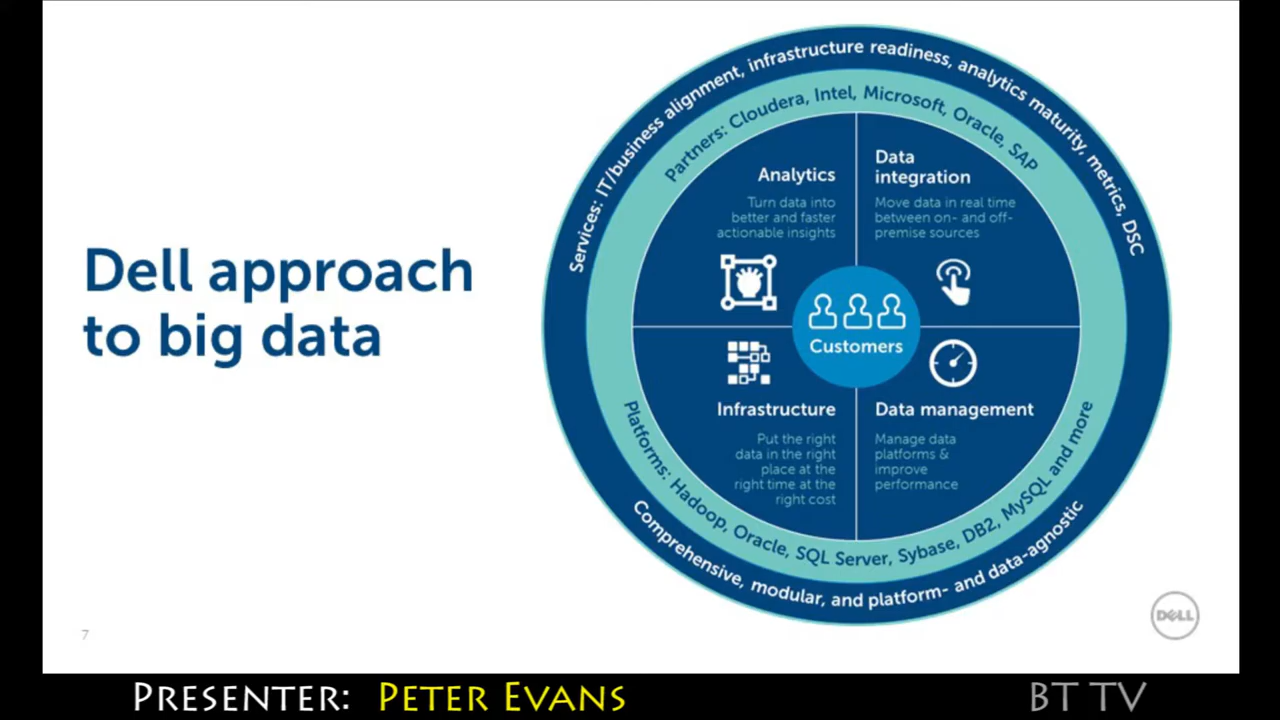 Dell approach
to big data
Services: IT/business alignment, infrastructure readiness, analytics maturity, metrics, DSC
Partners: Cloudera, Intel, Microsoft, Oracle, SAP
Analytics
Turn data into
better and faster
actionable insights
Data
integration
Move data in real time
between on- and off-
premise sources
Customers
Infrastructure
Put the right
data in the right
place at the
right time at the
right cost
Data management
Manage data
platforms &
improve
performance
Platforms: Hadoop, Oracle, SQL Server, Sybase, DB2, MySQL and more
Comprehensive, modular, and platform- and data-agnostic
DELL
7
PRESENTER: PETER EVANS
BT TV